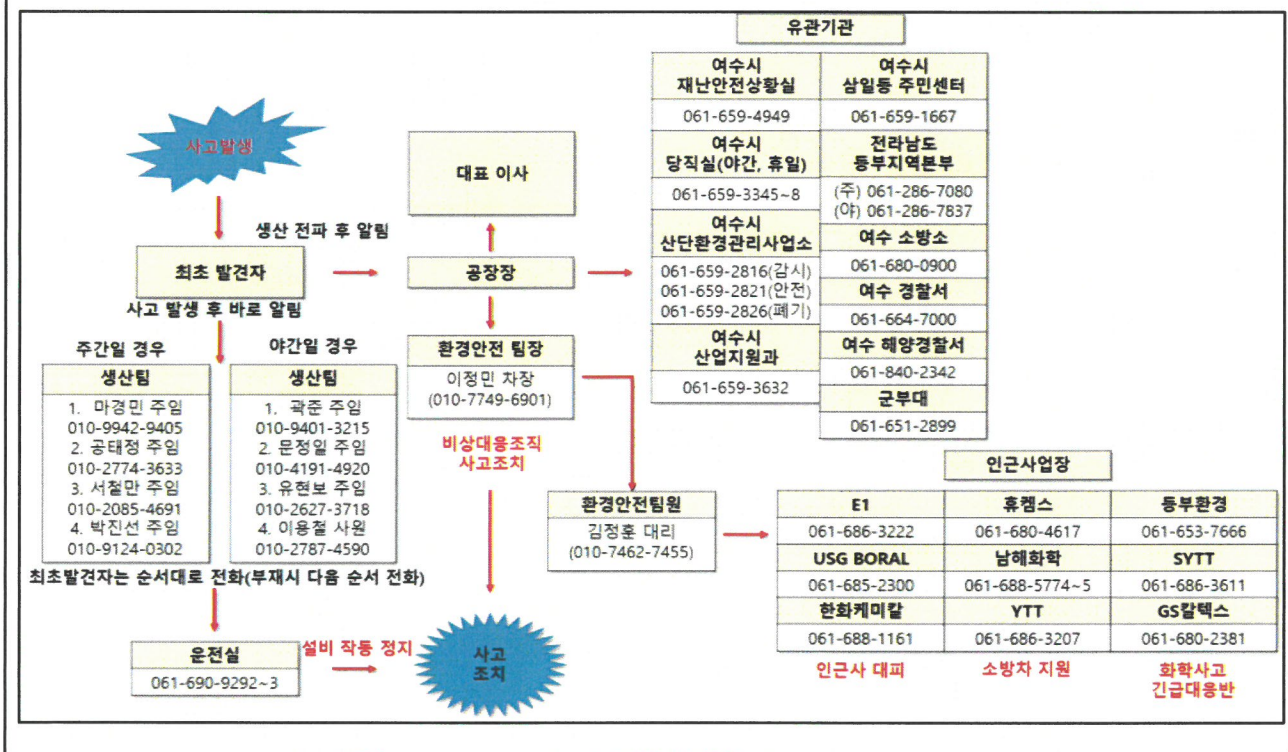 유관기관
여수시
재난안전상황실
061-659-4949
여수시
당직실(야간, 휴일)
061-659-3345~8
여수시
산단환경관리사업소
061-659-2816(감시)
061-659-2821(안전)
061-659-2826(폐기)
여수시
산업지원과
061-659-3632
여수시
삼일동 주민센터
061-659-1667
전라남도
동부지역본부
(주) 061-286-7080
(야) 061-286-7837
여수 소방소
061-680-0900
여수 경찰서
061-664-7000
여수 해양경찰서
061-840-2342
군부대
061-651-2899
사고발생
대표 이사
생산 전파 후 알림
최초 발견자
공장장
사고 발생 후 바로 알림
주간일 경우
생산팀
1. 마경민 주임
010-9942-9405
2. 공태정 주임
010-2774-3633
3. 서철만 주임
010-2085-4691
4. 박진선 주임
010-9124-0302
야간일 경우
생산팀
1. 곽준 주임
010-9401-3215
2. 문정일 주임
010-4191-4920
3. 유현보 주임
010-2627-3718
4. 이용철 사원
010-2787-4590
최초발견자는 순서대로 전화(부재시 다음 순서 전화)
환경안전 팀장
이정민 차장
(010-7749-6901)
비상대응조직
사고조치
환경안전팀원
김정훈 대리
(010-7462-7455)
운전실
061-690-9292~3
설비 작동 정지
사고
조치
인근사업장
E1
061-686-3222
휴켐스
061-680-4617
동부환경
061-653-7666
USG BORAL
061-685-2300
남해화학
061-688-5774~5
SYTT
061-686-3611
한화케미칼
061-688-1161
YTT
061-686-3207
GS칼텍스
061-680-2381
인근사 대피
소방차 지원
화학사고
긴급대응반